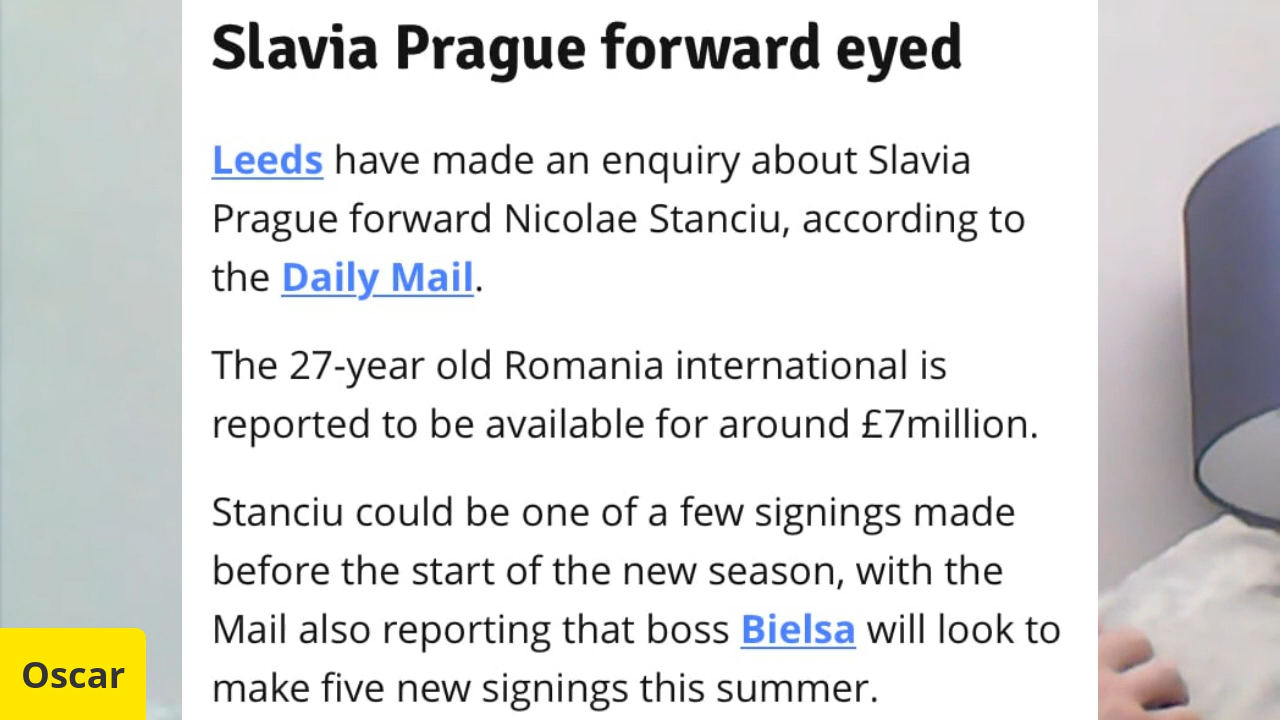 Slavia Prague forward eyed
Leeds have made an enquiry about Slavia
Prague forward Nicolae Stanciu, according to
the Daily Mail.
The 27-year old Romania international is
reported to be available for around £7million.
Stanciu could be one of a few signings made
before the start of the new season, with the
Mail also reporting that boss Bielsa will look to
make five new signings this summer.
Oscar